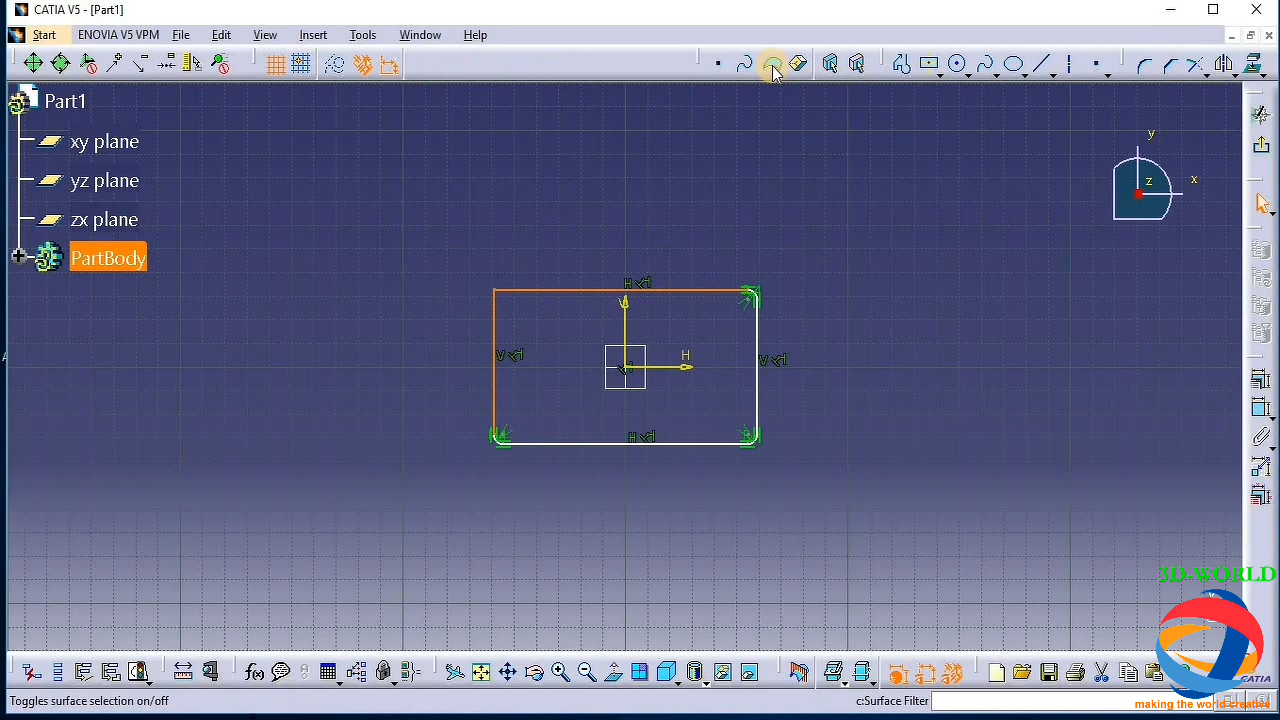 CATIA V5 - [Part1]
Start ENOVIA V5 VPM File Edit View Insert Tools Window Help
Part1
xy plane
yz plane
zx plane
PartBody
y
z x
H
V H V
H
3D-WORLD
CATIA
making the world creative
Toggles surface selection on/off c:Surface Filter